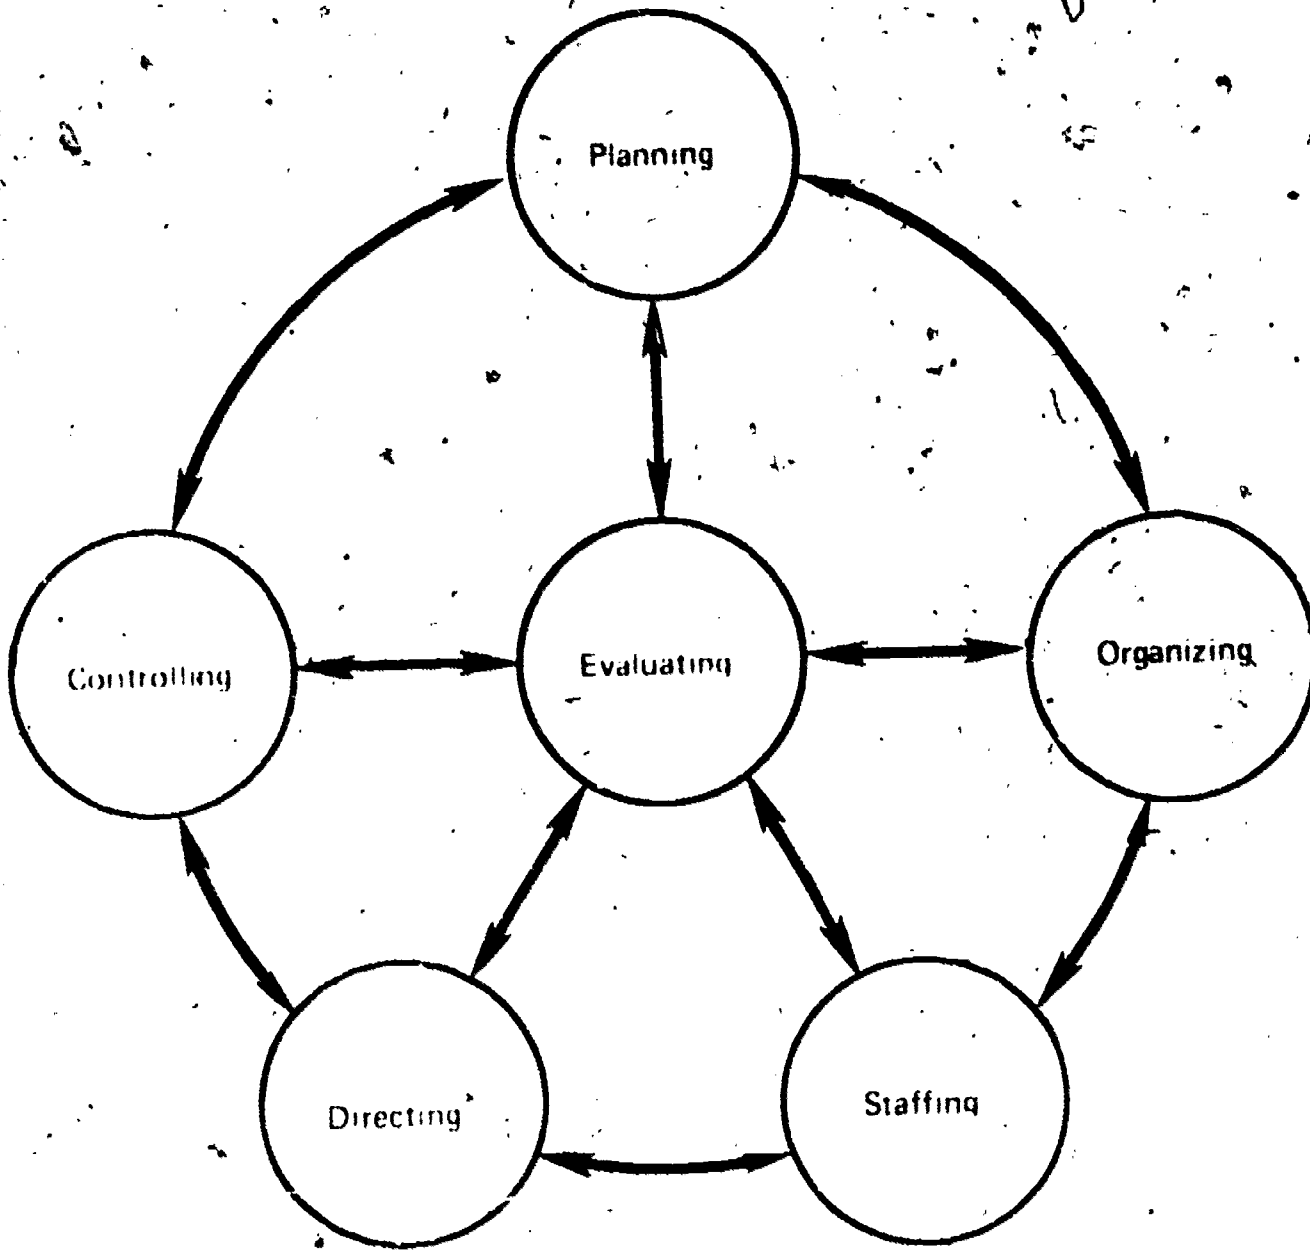 Planning
Controlling
Evaluating
Organizing
Directing
Staffing